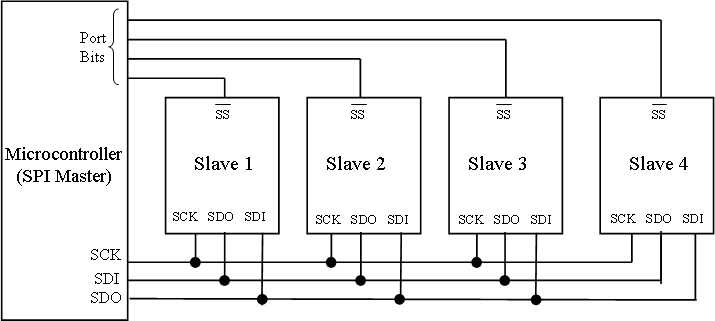 Port
Bits
SS SS SS SS
Microcontroller
(SPI Master)
Slave 1 Slave 2 Slave 3 Slave 4
SCK SDO SDI SCK SDO SDI SCK SDO SDI SCK SDO SDI
SCK
SDI
SDO